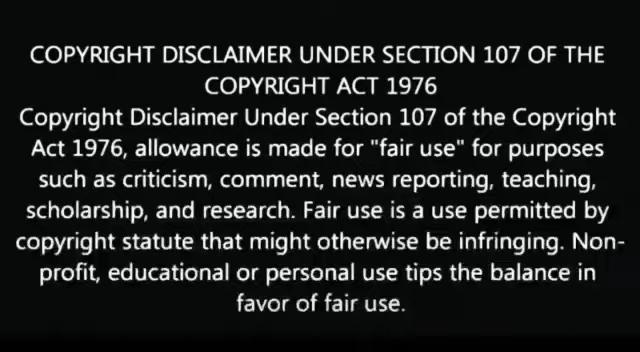 COPYRIGHT DISCLAIMER UNDER SECTION 107 OF THE
COPYRIGHT ACT 1976
Copyright Disclaimer Under Section 107 of the Copyright
Act 1976, allowance is made for "fair use" for purposes
such as criticism, comment, news reporting, teaching,
scholarship, and research. Fair use is a use permitted by
copyright statute that might otherwise be infringing. Non-
profit, educational or personal use tips the balance in
favor of fair use.